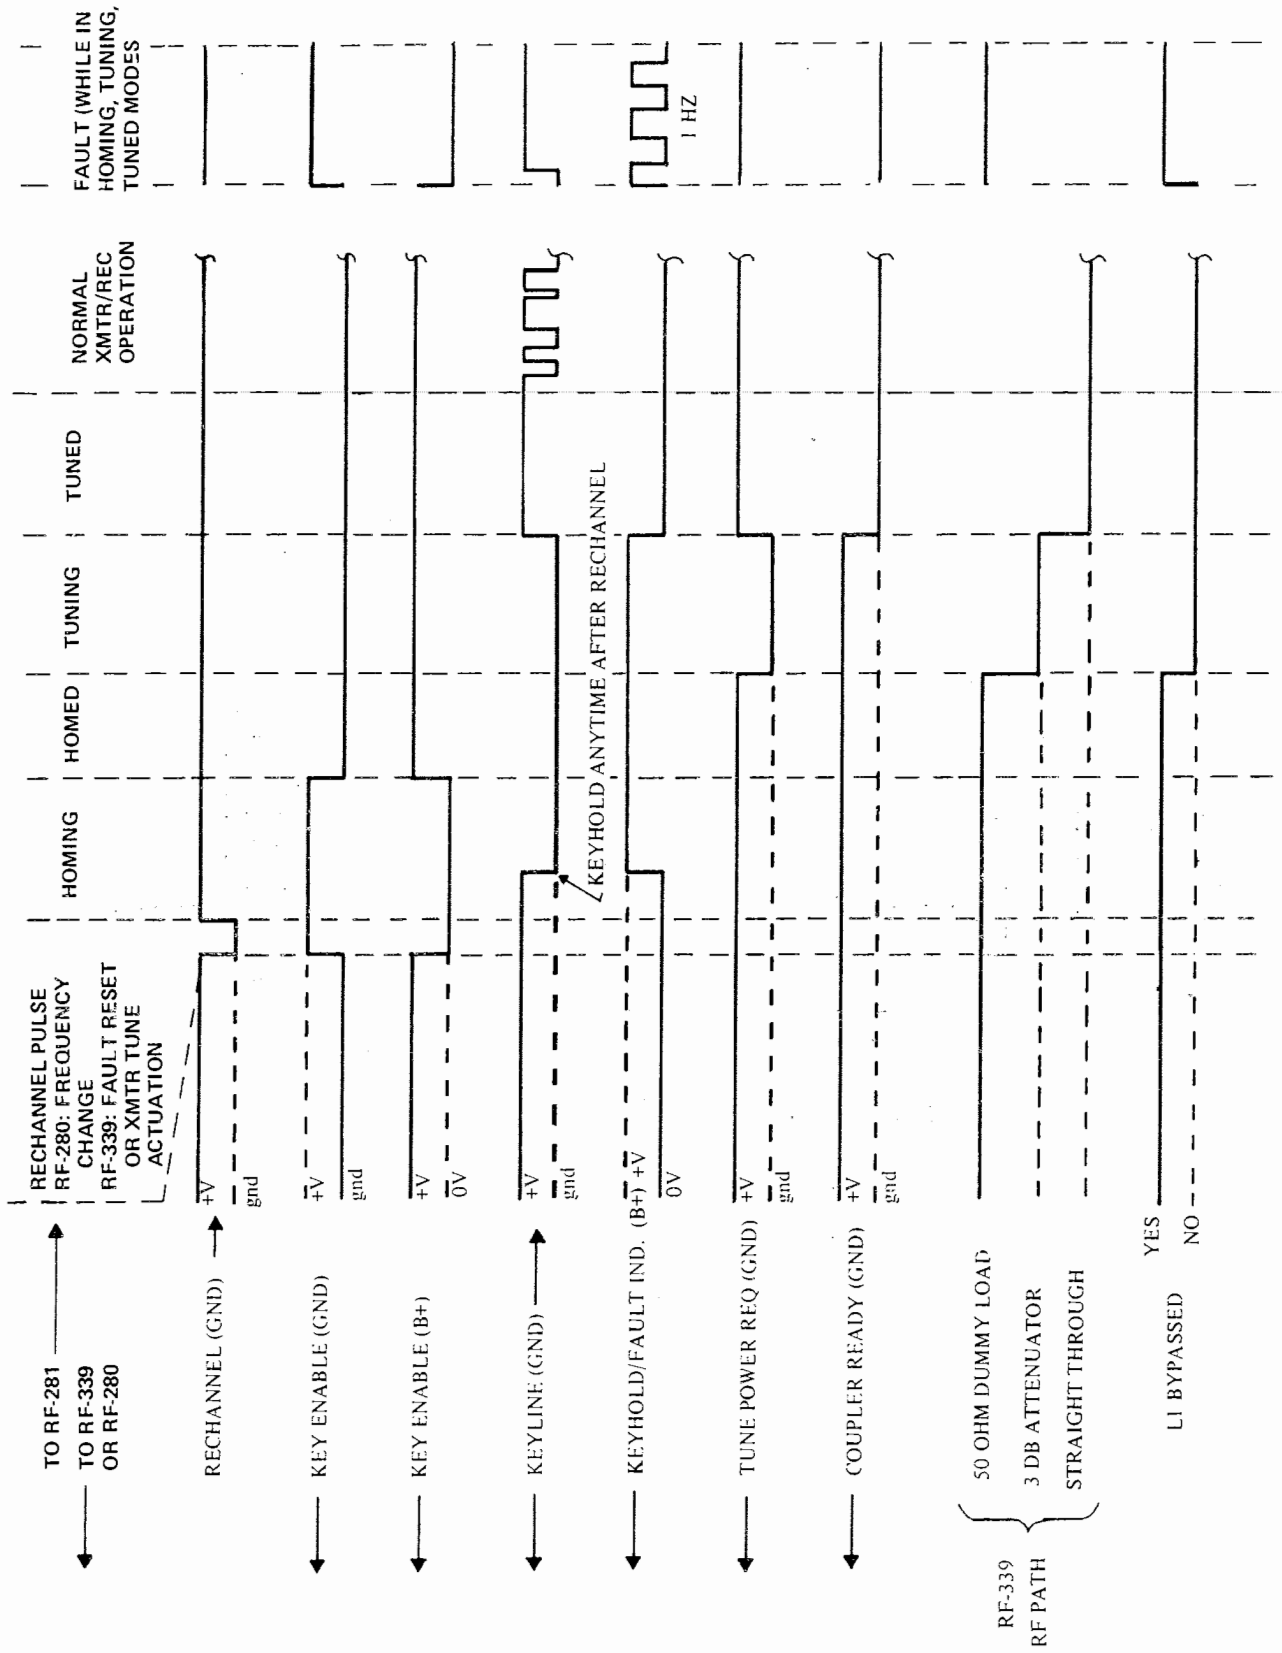 TO RF-281
TO RF-339
OR RF-280
RECHANNEL PULSE
RF-280: FREQUENCY
CHANGE
RF-339: FAULT RESET
OR XMTR TUNE
ACTUATION
HOMING
HOMED
TUNING
TUNED
NORMAL
XMTR/REC
OPERATION
FAULT (WHILE IN
HOMING, TUNING,
TUNED MODES
RECHANNEL (GND)
+V
gnd
KEY ENABLE (GND)
+V
gnd
KEY ENABLE (B+)
+V
0V
KEYLINE (GND)
+V
gnd
KEYHOLD ANYTIME AFTER RECHANNEL
KEYHOLD/FAULT IND. (B+)
+V
0V
1 HZ
TUNE POWER REQ (GND)
+V
gnd
COUPLER READY (GND)
+V
gnd
RF-339
RF PATH
50 OHM DUMMY LOAD
3 DB ATTENUATOR
STRAIGHT THROUGH
L1 BYPASSED
YES
NO